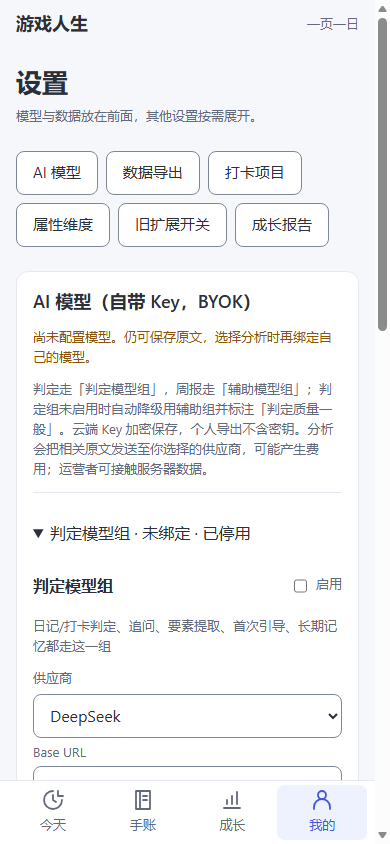 游戏人生
一页一日
设置
模型与数据放在前面，其他设置按需展开。
AI 模型
数据导出
打卡项目
属性维度
旧扩展开关
成长报告
AI 模型（自带 Key，BYOK）
尚未配置模型。仍可保存原文，选择分析时再绑定自
己的模型。
判定走「判定模型组」，周报走「辅助模型组」；判
定组未启用时自动降级用辅助组并标注「判定质量一
般」。云端 Key 加密保存，个人导出不含密钥。分析
会把相关原文发送至你选择的供应商，可能产生费
用；运营者可接触服务器数据。
▼ 判定模型组 · 未绑定 · 已停用
判定模型组
启用
日记/打卡判定、追问、要素提取、首次引导、长期记
忆都走这一组
供应商
DeepSeek
Base URL
今天
手账
成长
我的